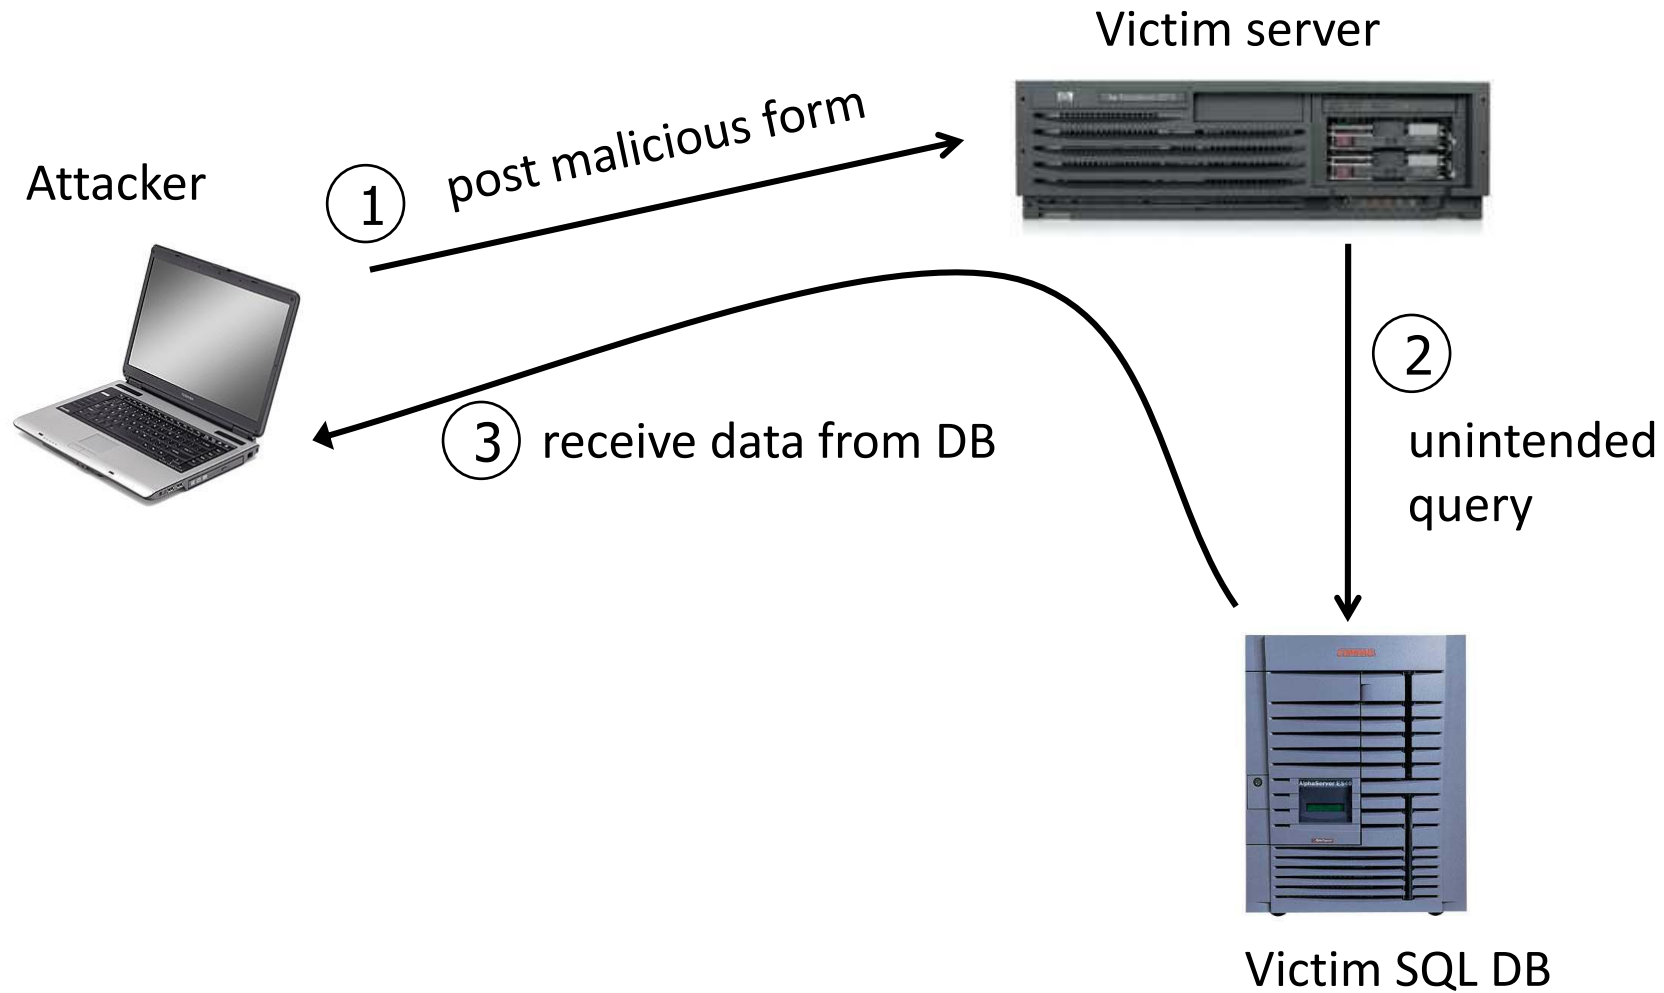 Victim server
Attacker
1
post malicious form
2
unintended
query
3
receive data from DB
Victim SQL DB